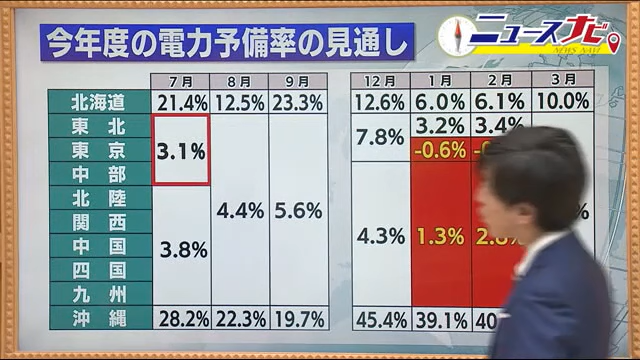 今年度の電力予備率の見通し
ニュースナビ
NEWS NAVI
7月 8月 9月 12月 1月 2月 3月
北海道 21.4% 12.5% 23.3% 12.6% 6.0% 6.1% 10.0%
東北 3.2% 3.4%
東京 3.1% 7.8% -0.6%
中部
北陸
関西 4.4% 5.6% 4.3% 1.3%
中国 3.8%
四国
九州
沖縄 28.2% 22.3% 19.7% 45.4% 39.1% 40